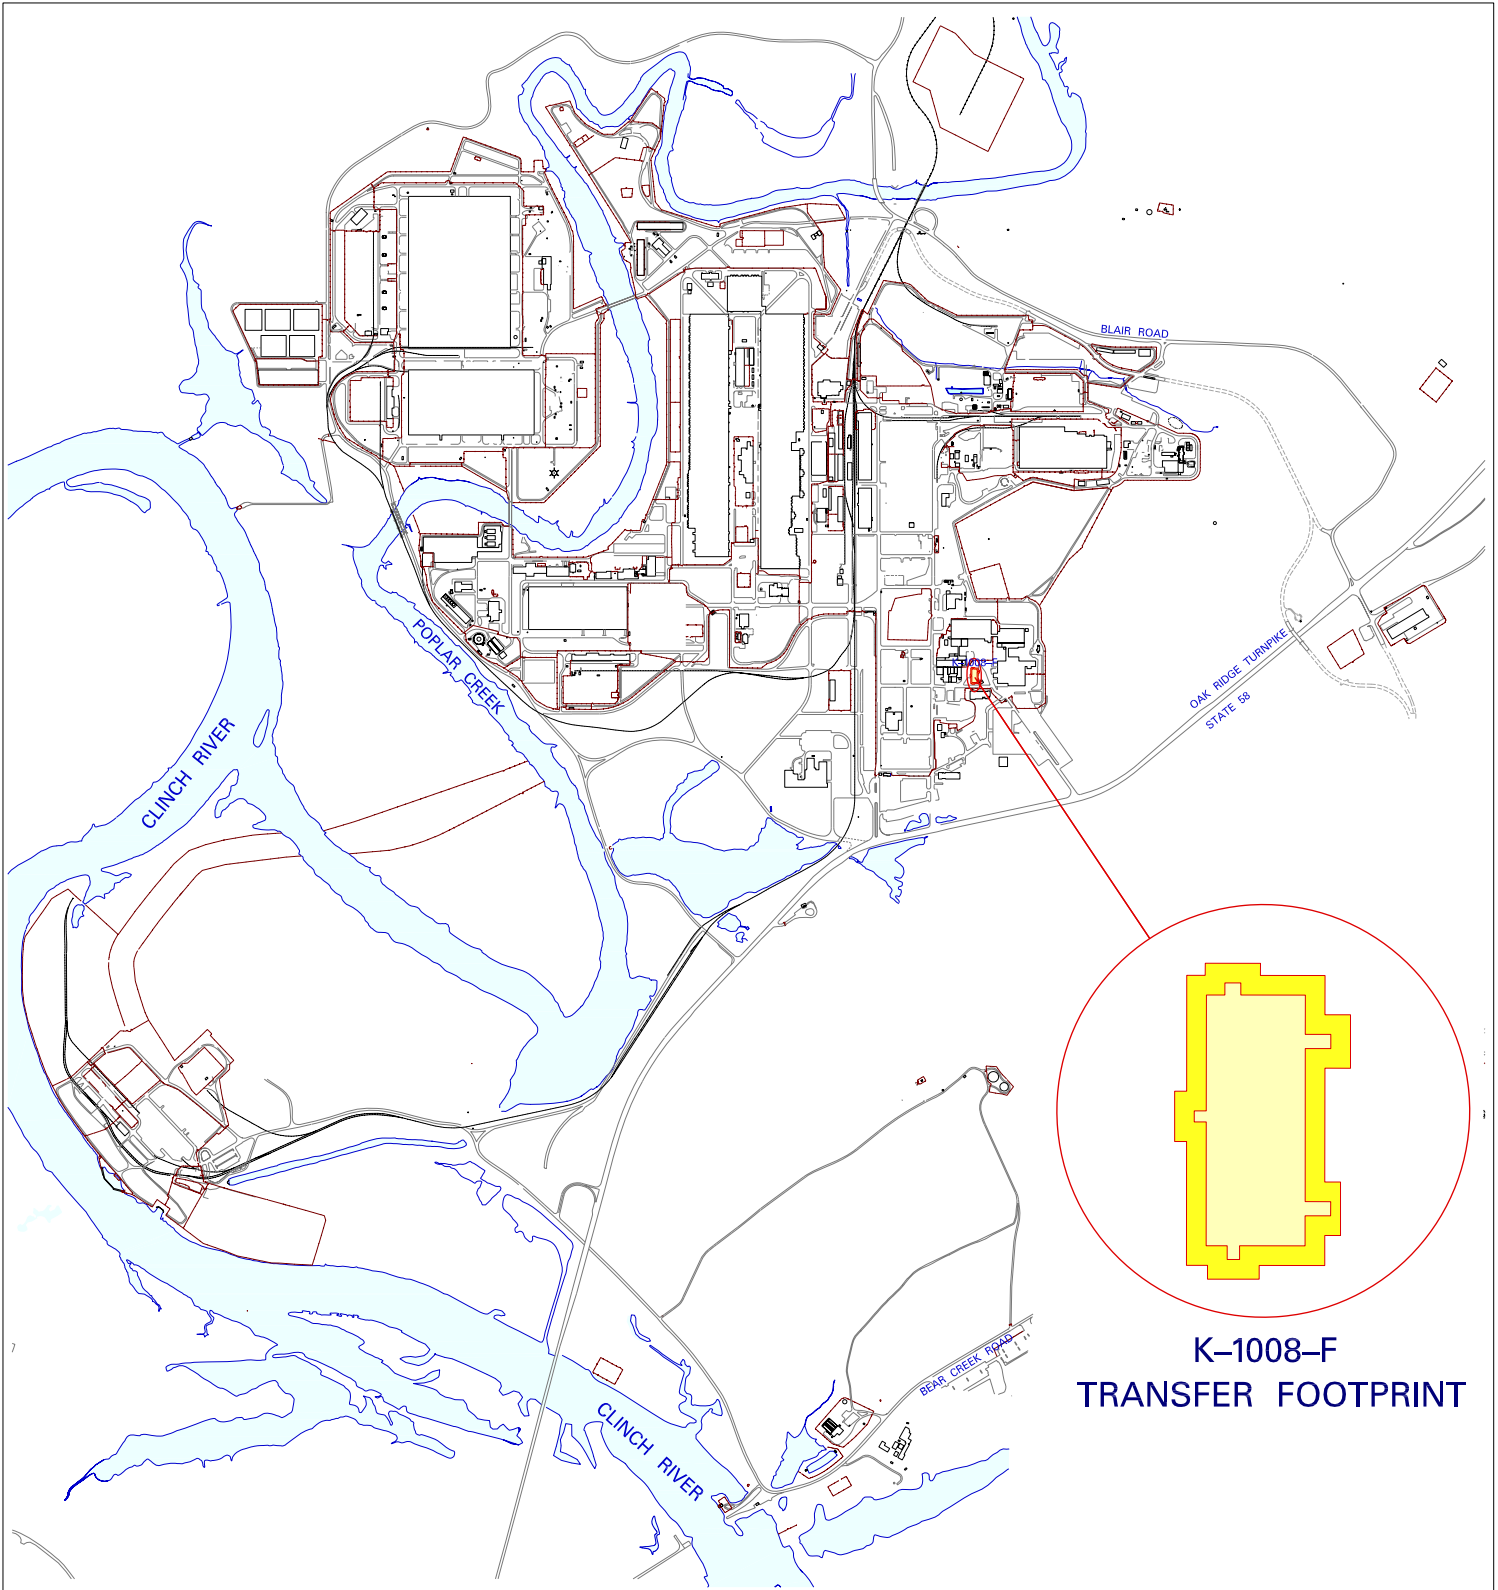 BLAIR ROAD
POPLAR CREEK
K-1008-F
OAK RIDGE TURNPIKE
STATE 58
CLINCH RIVER
K–1008–F
TRANSFER FOOTPRINT
BEAR CREEK ROAD
CLINCH RIVER